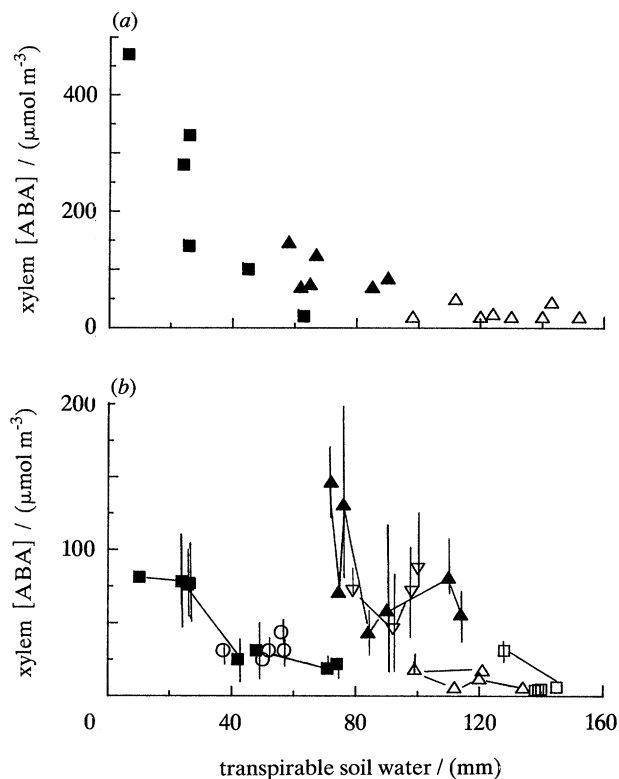 (a)
xylem [ABA] / (μmol m⁻³)
400
200
0
(b)
xylem [ABA] / (μmol m⁻³)
200
100
0 40 80 120 160
transpirable soil water / (mm)